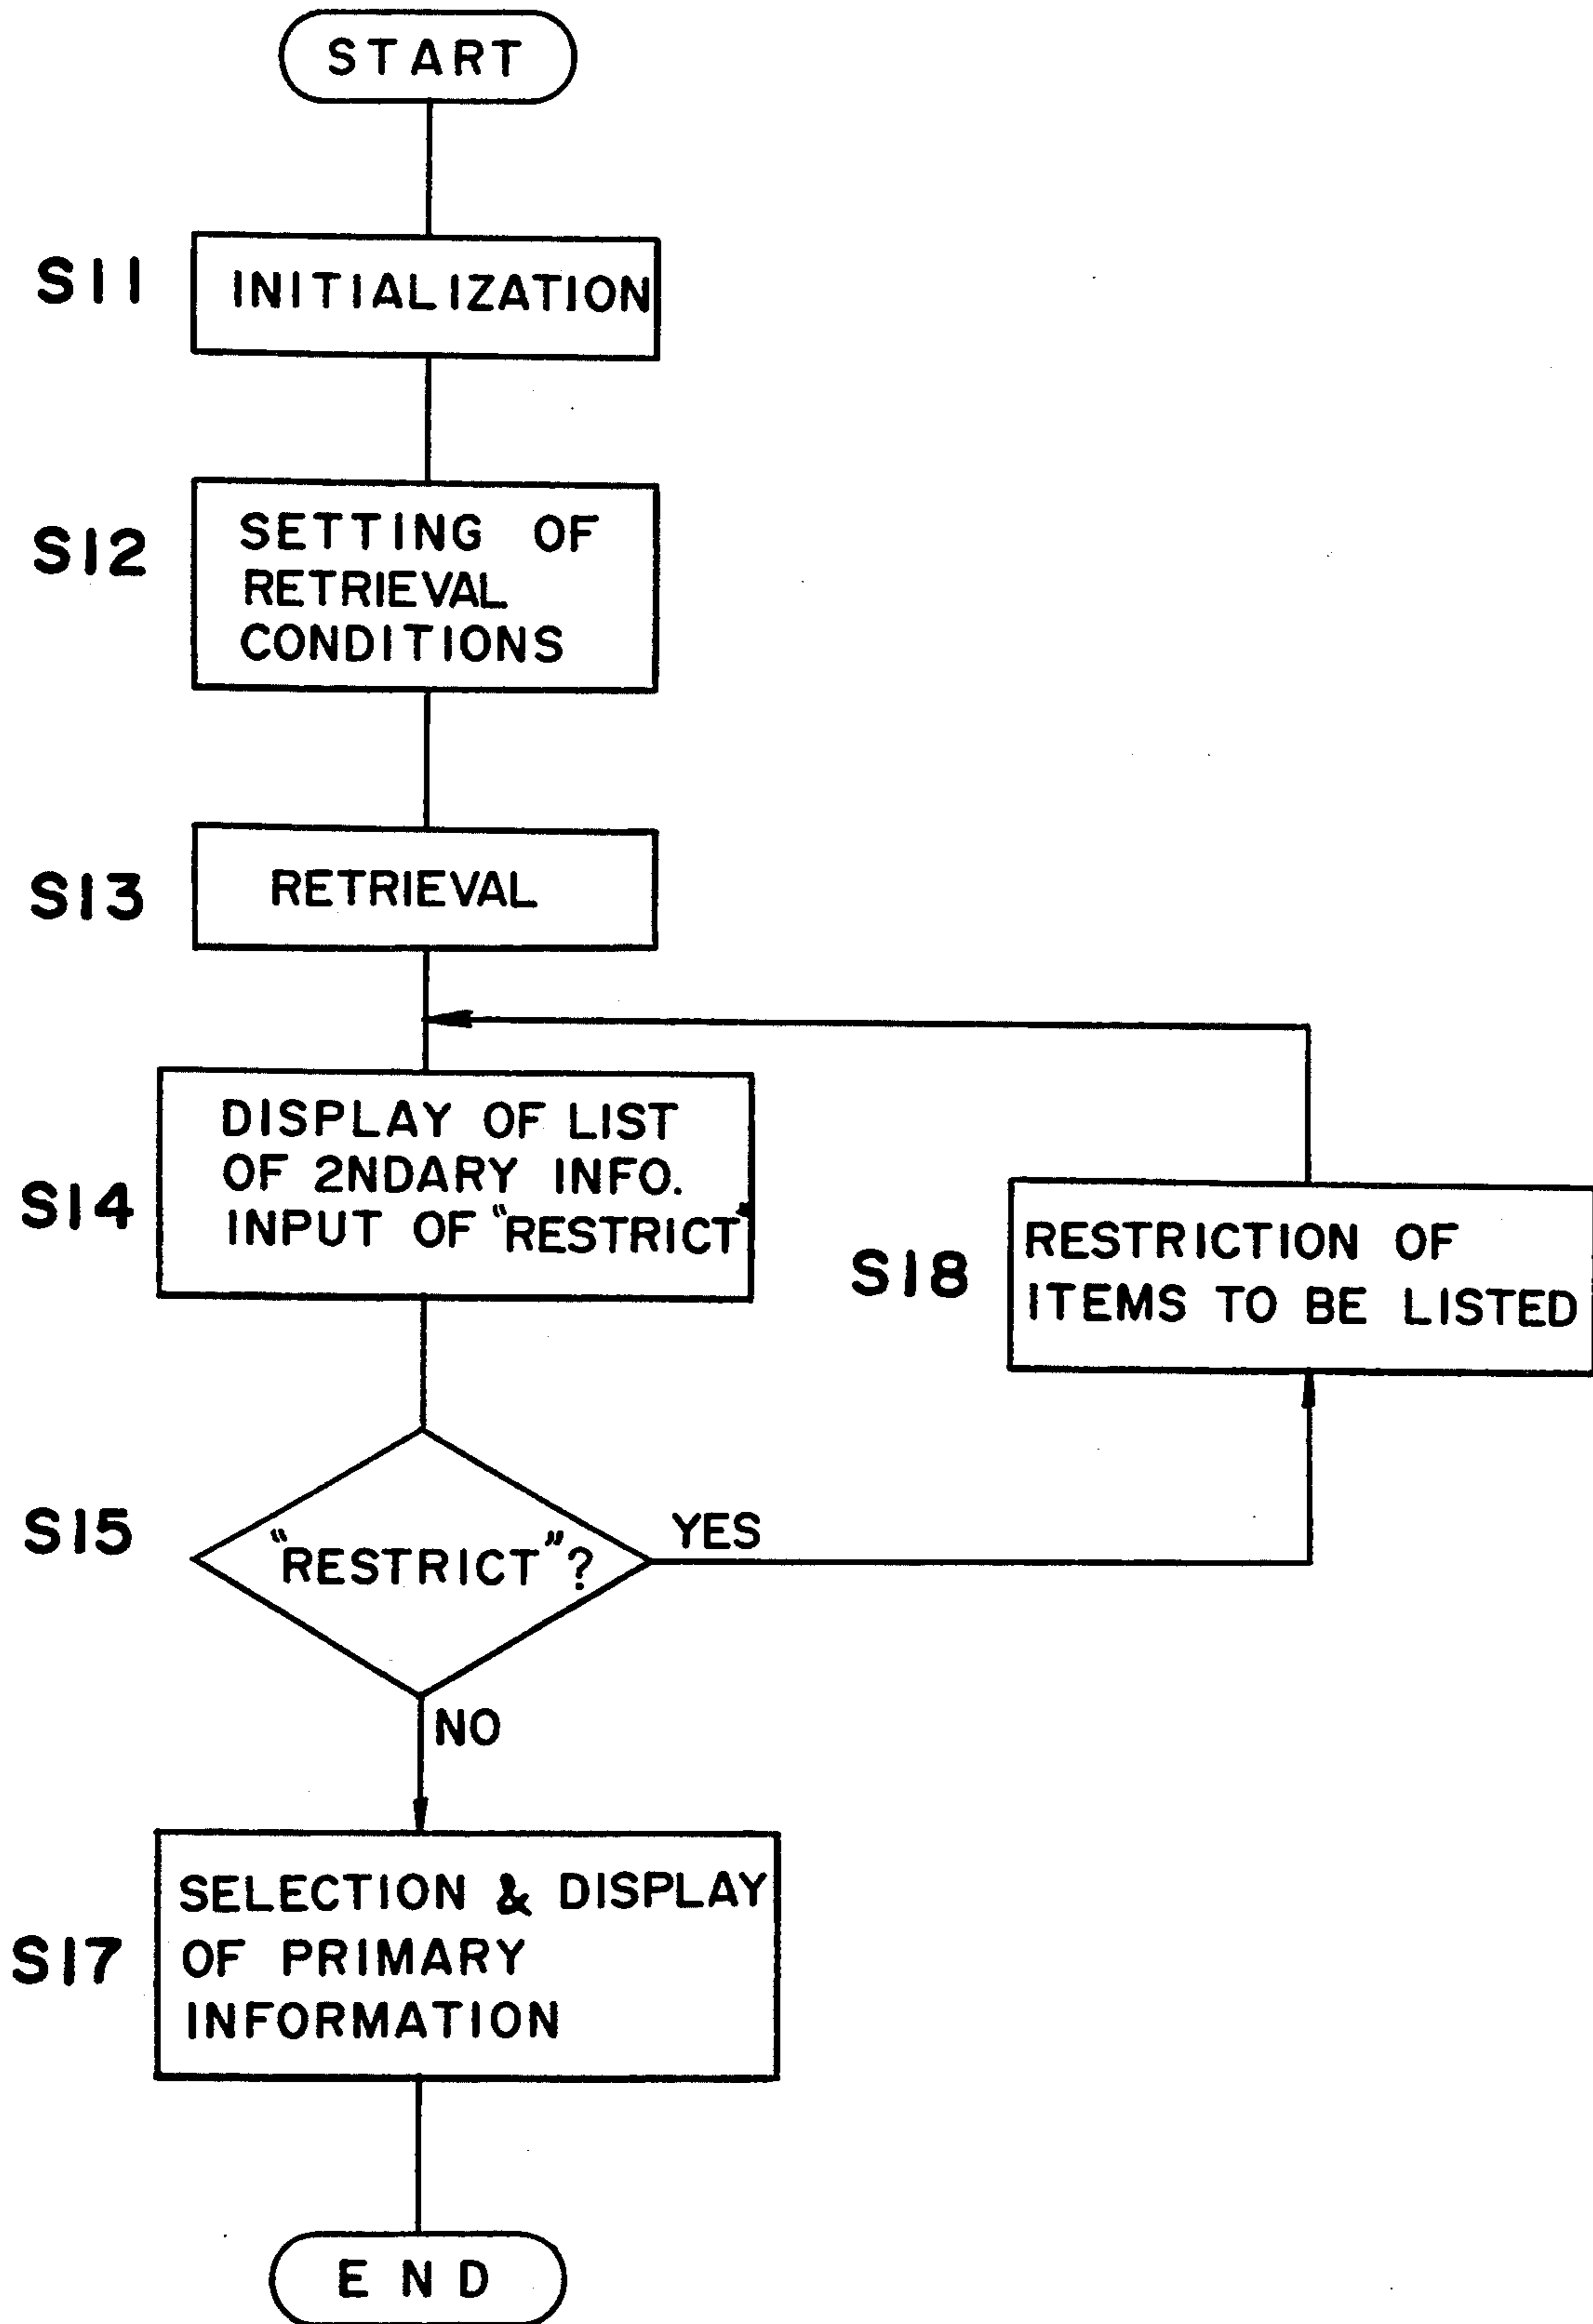 START
S11
INITIALIZATION
S12
SETTING OF
RETRIEVAL
CONDITIONS
S13
RETRIEVAL
S14
DISPLAY OF LIST
OF 2NDARY INFO.
INPUT OF "RESTRICT"
S18
RESTRICTION OF
ITEMS TO BE LISTED
S15
"RESTRICT"?
YES
NO
S17
SELECTION & DISPLAY
OF PRIMARY
INFORMATION
END